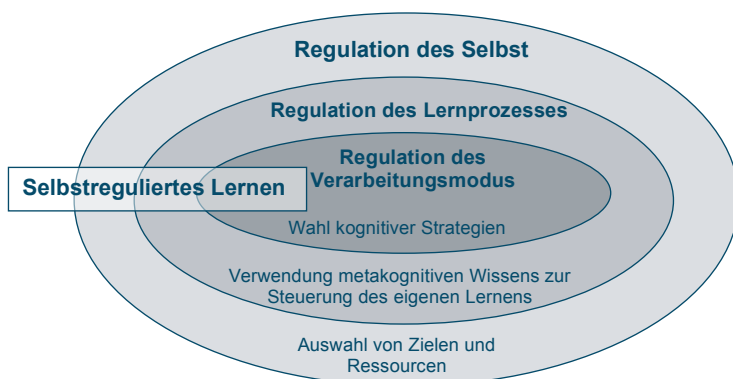 Regulation des Selbst
Regulation des Lernprozesses
Regulation des
Verarbeitungsmodus
Selbstreguliertes Lernen
Wahl kognitiver Strategien
Verwendung metakognitiven Wissens zur
Steuerung des eigenen Lernens
Auswahl von Zielen und
Ressourcen